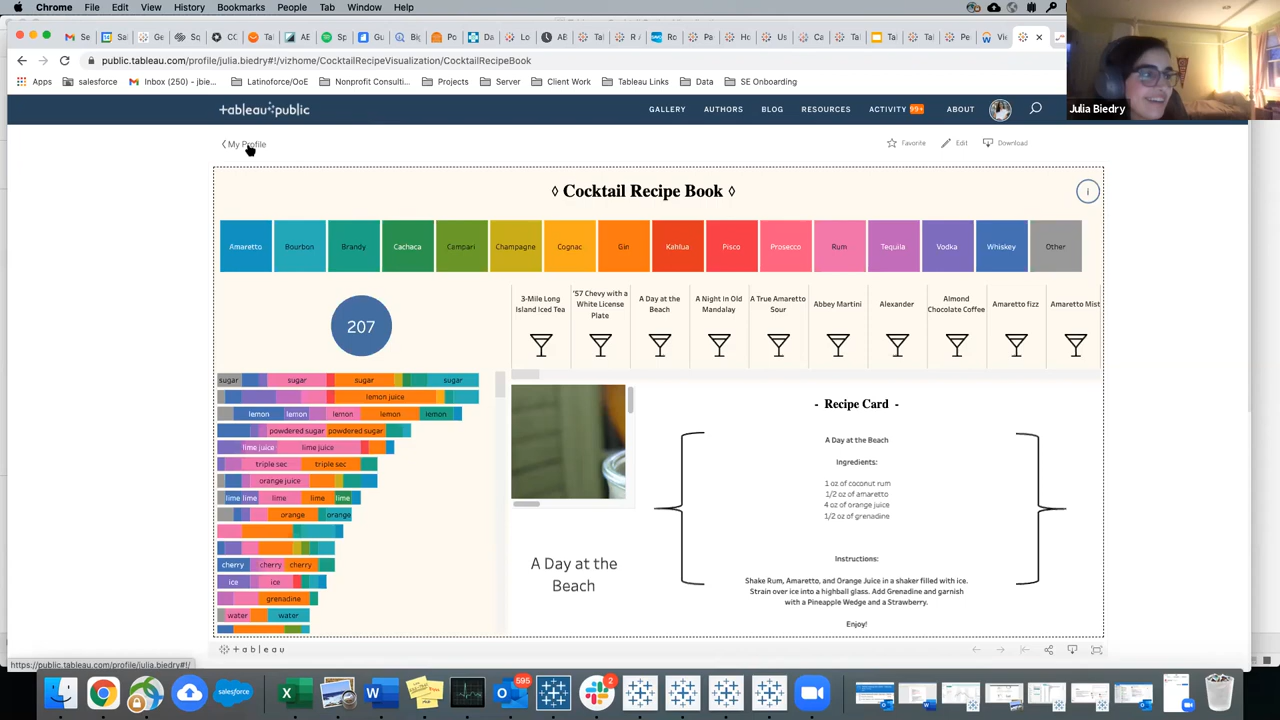 Chrome File Edit View History Bookmarks People Tab Window Help
public.tableau.com/profile/julia.biedry#!/vizhome/CocktailRecipeVisualization/CocktailRecipeBook
Apps salesforce Inbox (250) - jbie... Latinoforce/OoE Nonprofit Consulti... Projects Server Client Work Tableau Links Data SE Onboarding
Julia Biedry
+ableau public GALLERY AUTHORS BLOG RESOURCES ACTIVITY 99+ ABOUT
My Profile Favorite Edit Download
◊ Cocktail Recipe Book ◊
i
Amaretto Bourbon Brandy Cachaca Campari Champagne Cognac Gin Kahlua Pisco Prosecco Rum Tequila Vodka Whiskey Other
207
3-Mile Long Island Iced Tea
'57 Chevy with a White License Plate
A Day at the Beach
A Night In Old Mandalay
A True Amaretto Sour
Abbey Martini
Alexander
Almond Chocolate Coffee
Amaretto fizz
Amaretto Mist
sugar sugar sugar sugar
lemon juice
lemon lemon lemon lemon lemon
powdered sugar powdered sugar
lime juice lime juice
triple sec triple sec
orange juice
lime lime lime lime lime
orange orange
cherry cherry cherry
ice ice
grenadine
water water
A Day at the
Beach
- Recipe Card -
A Day at the Beach
Ingredients:
1 oz of coconut rum
1/2 oz of amaretto
4 oz of orange juice
1/2 oz of grenadine
Instructions:
Shake Rum, Amaretto, and Orange Juice in a shaker filled with ice.
Strain over ice into a highball glass. Add Grenadine and garnish
with a Pineapple Wedge and a Strawberry.
Enjoy!
+ableau
https://public.tableau.com/profile/julia.biedry#!/
salesforce 595 2